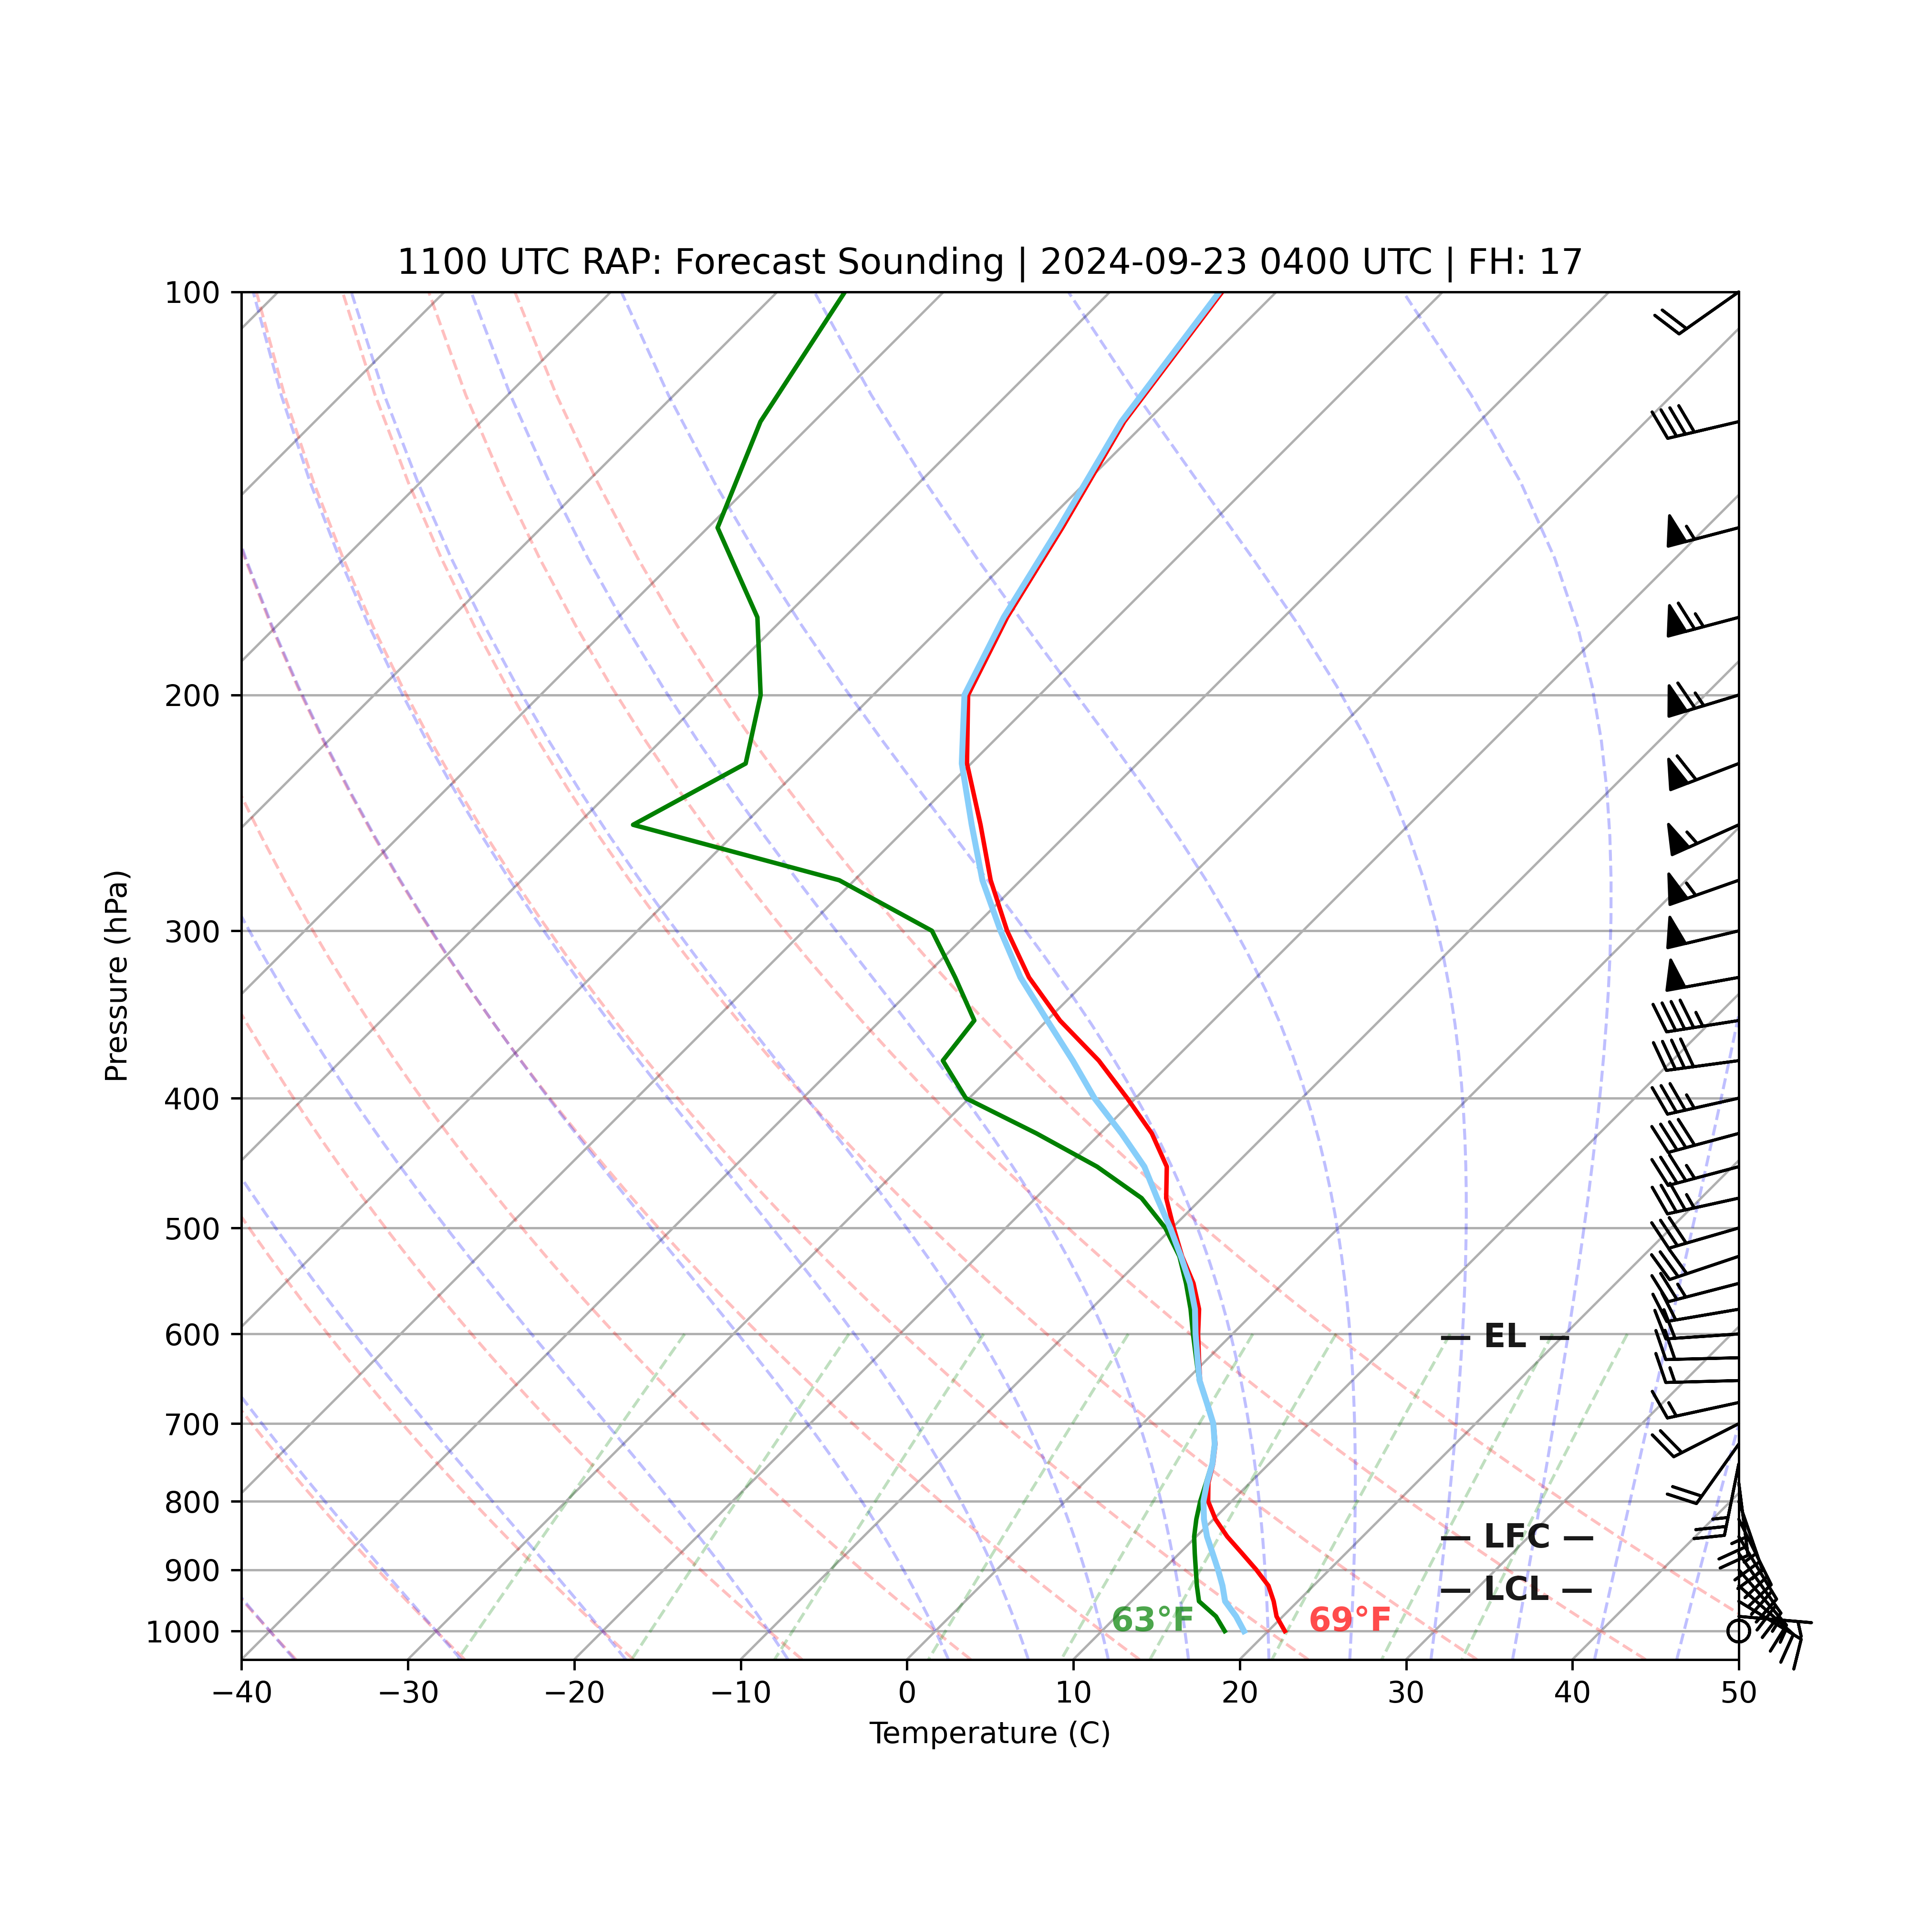 1100 UTC RAP: Forecast Sounding | 2024-09-23 0400 UTC | FH: 17
100
200
300
400
500
600
700
800
900
1000
Pressure (hPa)
— EL —
— LFC —
— LCL —
63°F 69°F
−40 −30 −20 −10 0 10 20 30 40 50
Temperature (C)